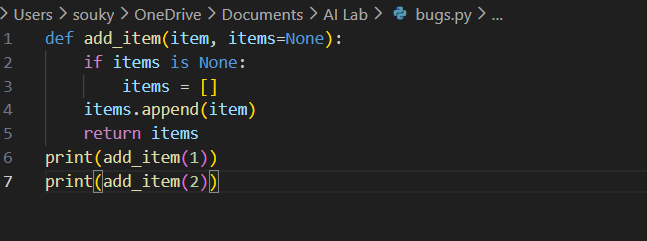 > Users > souky > OneDrive > Documents > AI Lab > bugs.py > ...
1 def add_item(item, items=None):
2     if items is None:
3         items = []
4     items.append(item)
5     return items
6 print(add_item(1))
7 print(add_item(2))